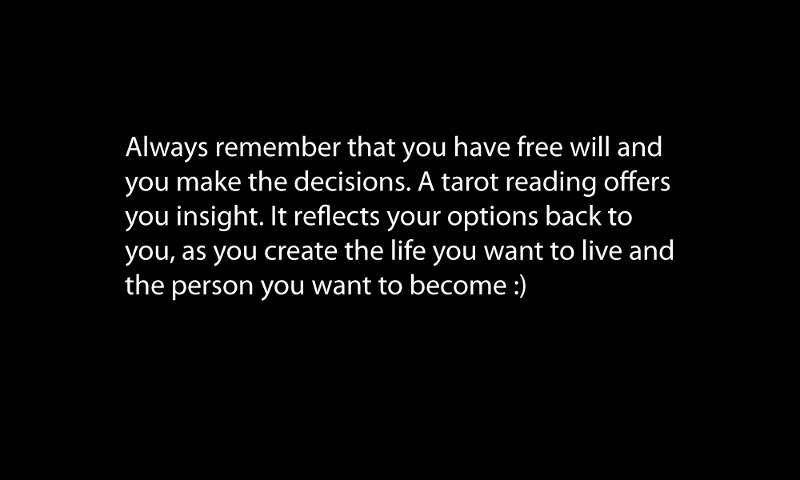 Always remember that you have free will and
you make the decisions. A tarot reading offers
you insight. It reflects your options back to
you, as you create the life you want to live and
the person you want to become :)